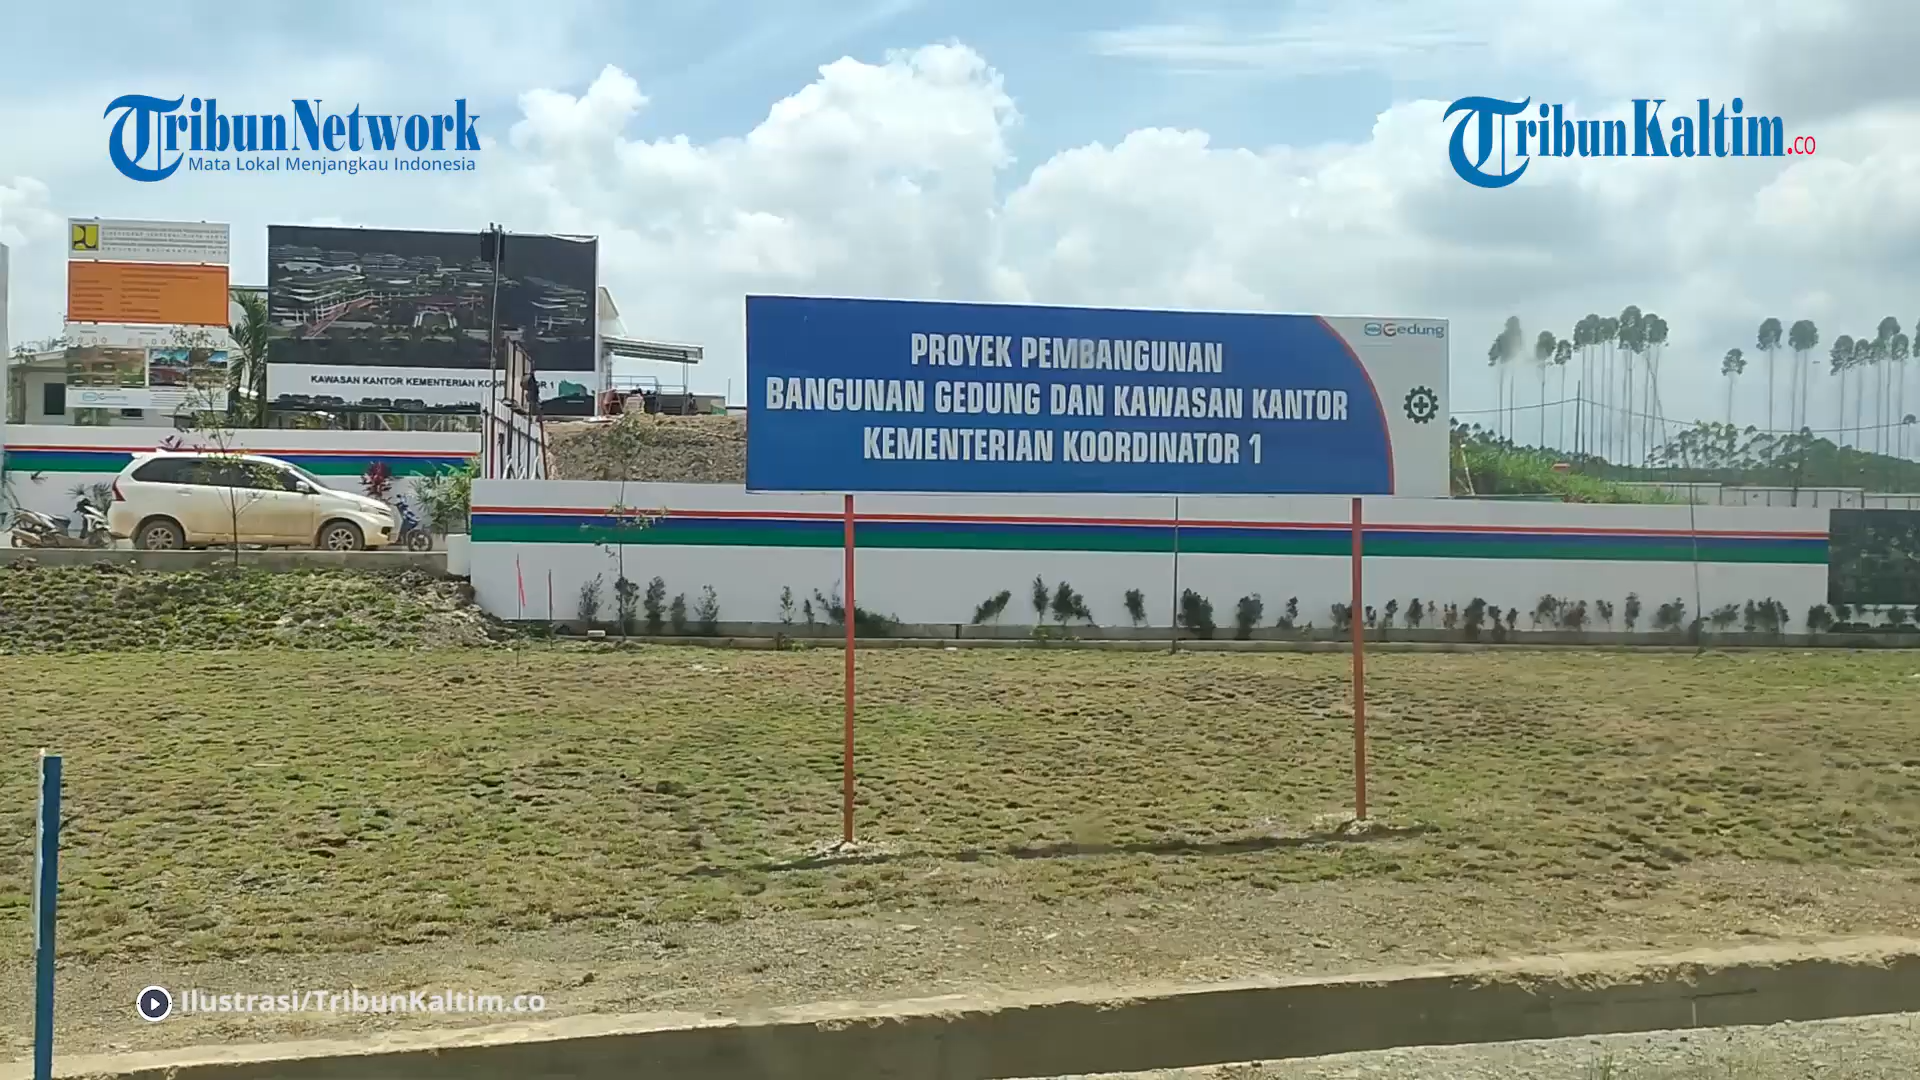 TribunNetwork
Mata Lokal Menjangkau Indonesia
TribunKaltim.co
KAWASAN KANTOR KEMENTERIAN
1
Gedung
PROYEK PEMBANGUNAN
BANGUNAN GEDUNG DAN KAWASAN KANTOR
KEMENTERIAN KOORDINATOR 1
Ilustrasi/TribunKaltim.co